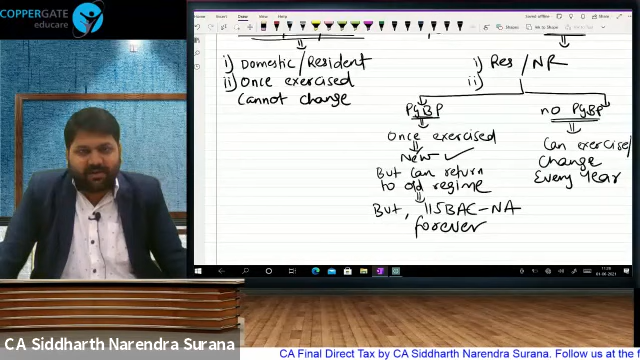 COPPERGATE
educare
i) Domestic/Resident
ii) Once exercised
Cannot change
i) Res/NR
ii)
PGBP
Once exercised
New ✓
But can return
to old regime
But, 115BAC-NA
forever
no PGBP
Can exercise/
change
Every Year
CA Siddharth Narendra Surana
CA Final Direct Tax by CA Siddharth Narendra Surana. Follow us at the